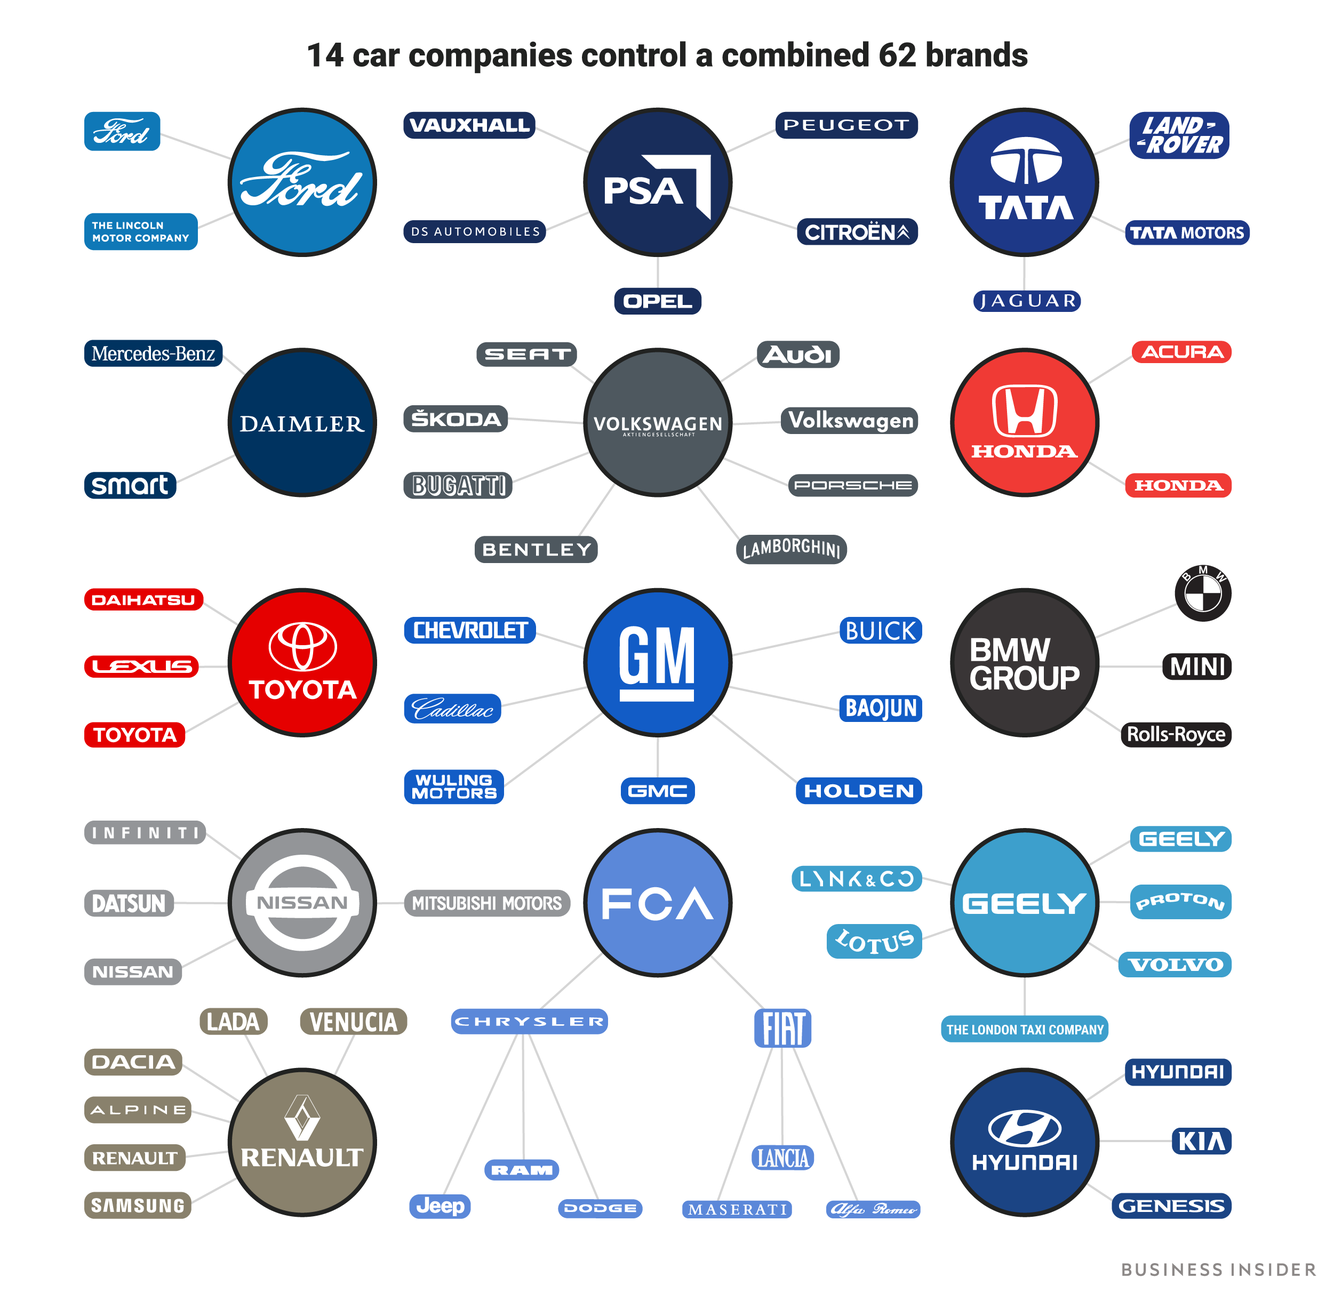 14 car companies control a combined 62 brands
Ford
Ford
THE LINCOLN
MOTOR COMPANY
VAUXHALL
PSA
PEUGEOT
DS AUTOMOBILES
CITROËN
OPEL
TATA
LAND-
-ROVER
TATA MOTORS
JAGUAR
Mercedes-Benz
DAIMLER
smart
SEAT
Audi
ŠKODA
VOLKSWAGEN
AKTIENGESELLSCHAFT
Volkswagen
BUGATTI
PORSCHE
BENTLEY
LAMBORGHINI
ACURA
HONDA
HONDA
DAIHATSU
LEXUS
TOYOTA
TOYOTA
CHEVROLET
GM
BUICK
Cadillac
BAOJUN
WULING
MOTORS
GMC
HOLDEN
BMW
BMW
GROUP
MINI
Rolls-Royce
INFINITI
DATSUN
NISSAN
MITSUBISHI MOTORS
NISSAN
FCA
CHRYSLER
FIAT
Jeep
RAM
DODGE
MASERATI
LANCIA
Alfa Romeo
LYNK & CO
GEELY
GEELY
PROTON
LOTUS
VOLVO
THE LONDON TAXI COMPANY
LADA
VENUCIA
DACIA
ALPINE
RENAULT
RENAULT
SAMSUNG
HYUNDAI
HYUNDAI
KIA
GENESIS
BUSINESS INSIDER